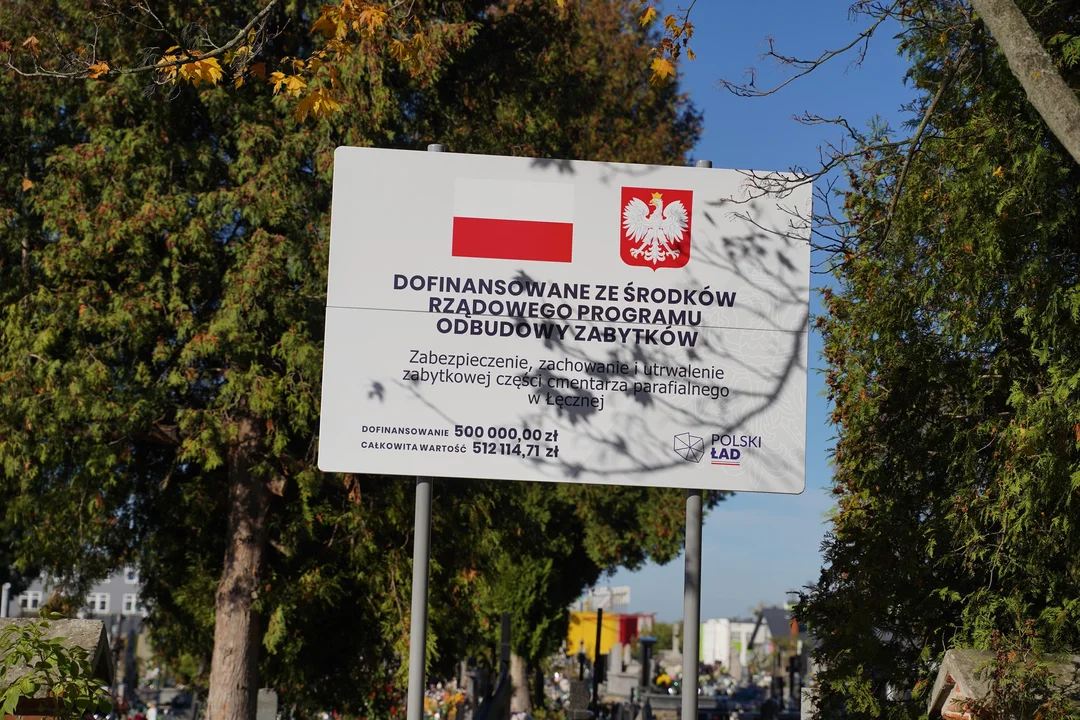 DOFINANSOWANE ZE ŚRODKÓW
RZĄDOWEGO PROGRAMU
ODBUDOWY ZABYTKÓW
Zabezpieczenie, zachowanie i utrwalenie
zabytkowej części cmentarza parafialnego
w Łęcznej
DOFINANSOWANIE 500 000,00 zł
CAŁKOWITA WARTOŚĆ 512 114,71 zł
POLSKI
ŁAD